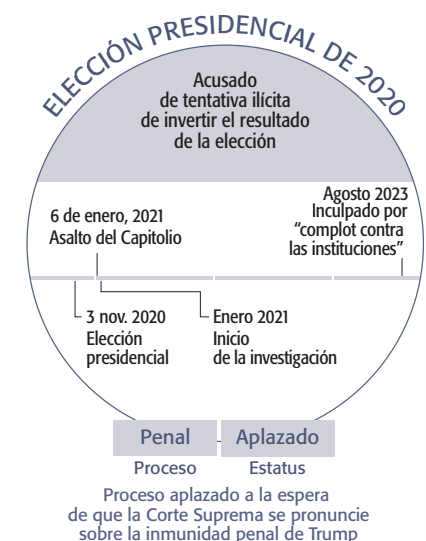 ELECCIÓN PRESIDENCIAL DE 2020
Acusado
de tentativa ilícita
de invertir el resultado
de la elección
6 de enero, 2021
Asalto del Capitolio
Agosto 2023
Inculpado por
“complot contra
las instituciones”
3 nov. 2020
Elección
presidencial
Enero 2021
Inicio
de la investigación
Penal
Aplazado
Proceso
Estatus
Proceso aplazado a la espera
de que la Corte Suprema se pronuncie
sobre la inmunidad penal de Trump